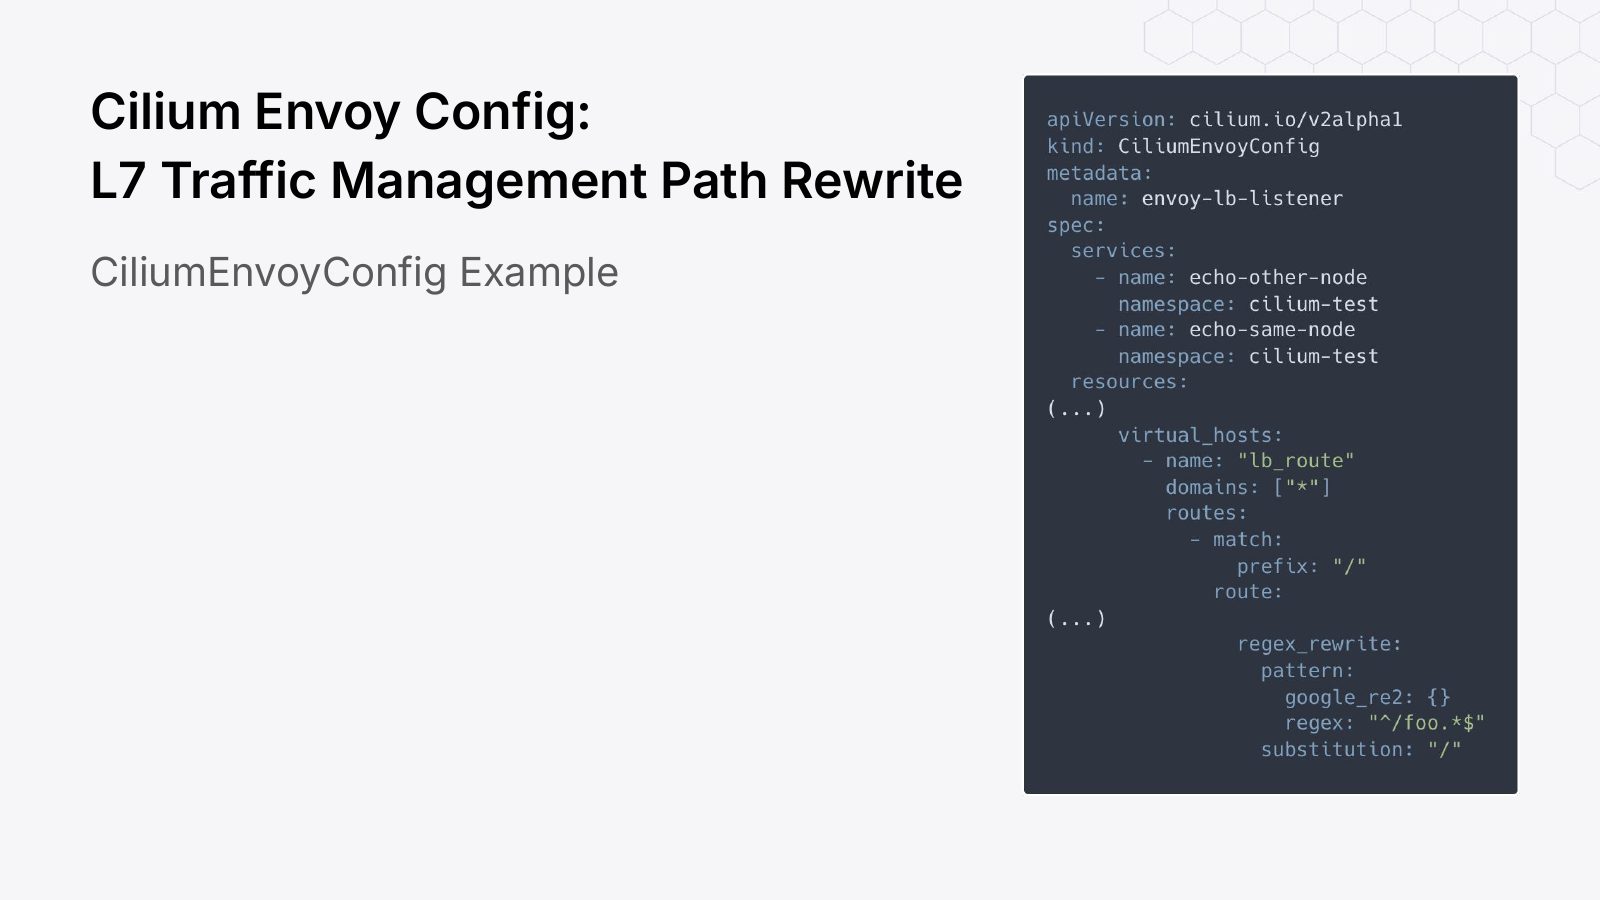 Cilium Envoy Config:
L7 Traffic Management Path Rewrite
CiliumEnvoyConfig Example
apiVersion: cilium.io/v2alpha1
kind: CiliumEnvoyConfig
metadata:
  name: envoy-lb-listener
spec:
  services:
    - name: echo-other-node
      namespace: cilium-test
    - name: echo-same-node
      namespace: cilium-test
  resources:
(...)
      virtual_hosts:
        - name: "lb_route"
          domains: ["*"]
          routes:
            - match:
                prefix: "/"
              route:
(...)
                regex_rewrite:
                  pattern:
                    google_re2: {}
                    regex: "^/foo.*$"
                  substitution: "/"